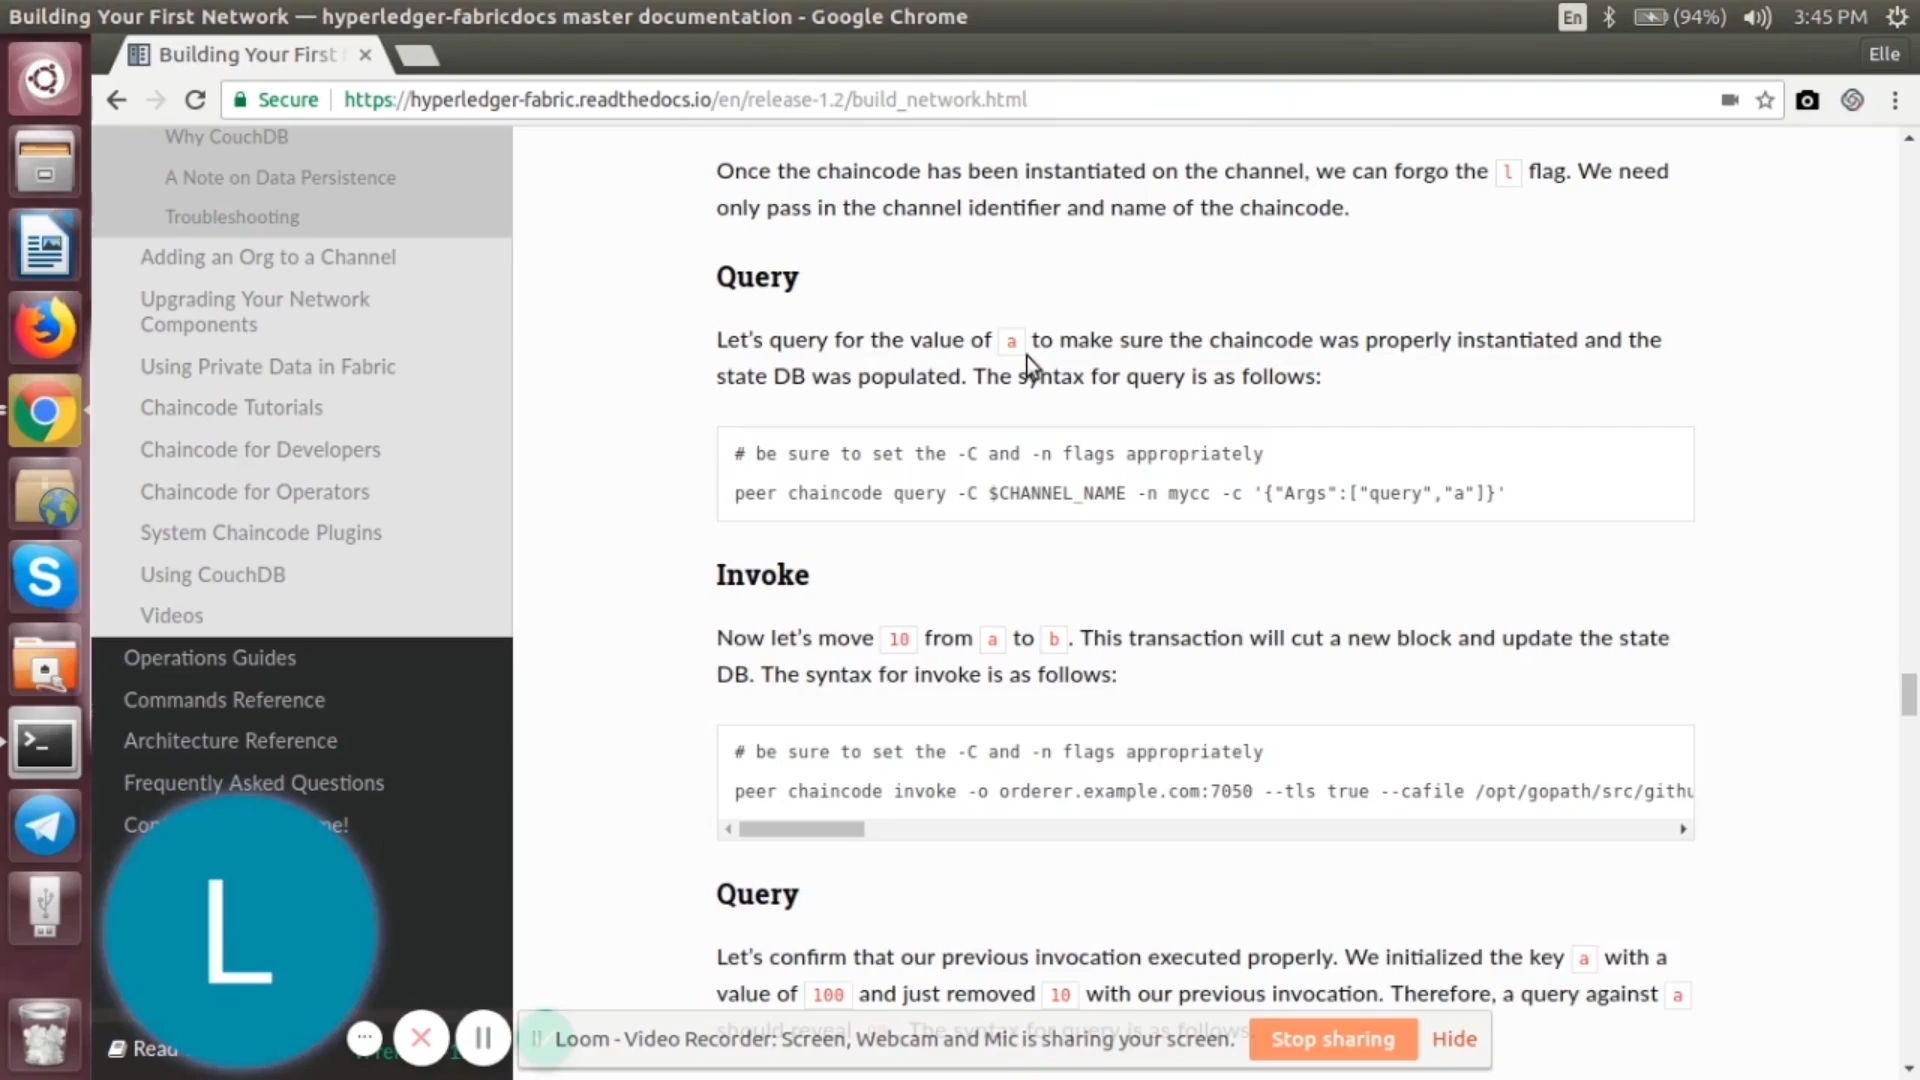 Building Your First Network — hyperledger-fabricdocs master documentation - Google Chrome
En
(94%)
3:45 PM
Building Your First
Elle
Secure
https://hyperledger-fabric.readthedocs.io/en/release-1.2/build_network.html
Why CouchDB
A Note on Data Persistence
Troubleshooting
Adding an Org to a Channel
Upgrading Your Network
Components
Using Private Data in Fabric
Chaincode Tutorials
Chaincode for Developers
Chaincode for Operators
System Chaincode Plugins
Using CouchDB
Videos
Operations Guides
Commands Reference
Architecture Reference
Frequently Asked Questions
L
Read
Once the chaincode has been instantiated on the channel, we can forgo the l flag. We need
only pass in the channel identifier and name of the chaincode.
Query
Let's query for the value of a to make sure the chaincode was properly instantiated and the
state DB was populated. The syntax for query is as follows:
# be sure to set the -C and -n flags appropriately
peer chaincode query -C $CHANNEL_NAME -n mycc -c '{"Args":["query","a"]}'
Invoke
Now let's move 10 from a to b. This transaction will cut a new block and update the state
DB. The syntax for invoke is as follows:
# be sure to set the -C and -n flags appropriately
peer chaincode invoke -o orderer.example.com:7050 --tls true --cafile /opt/gopath/src/githu
Query
Let's confirm that our previous invocation executed properly. We initialized the key a with a
value of 100 and just removed 10 with our previous invocation. Therefore, a query against a
should reveal The syntax for query is as follows
Loom - Video Recorder: Screen, Webcam and Mic is sharing your screen.
Stop sharing
Hide